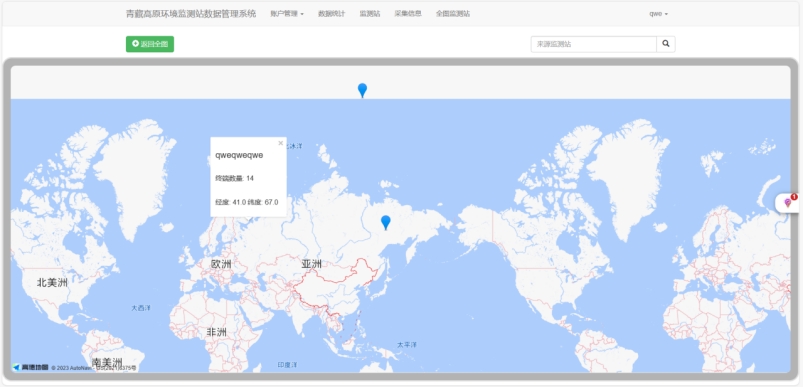 青藏高原环境监测站数据管理系统 账户管理 数据统计 监测站 采集信息 全图监测站 qwo
返回全图 来源监测站
北冰洋
×
qweqweqwe
终端数量: 14
经度: 41.0 纬度: 67.0
1
欧洲 亚洲
北美洲
大西洋
非洲
太平洋
南美洲 印度洋
高德地图 © 2023 AutoNavi - GS(2021)6375号